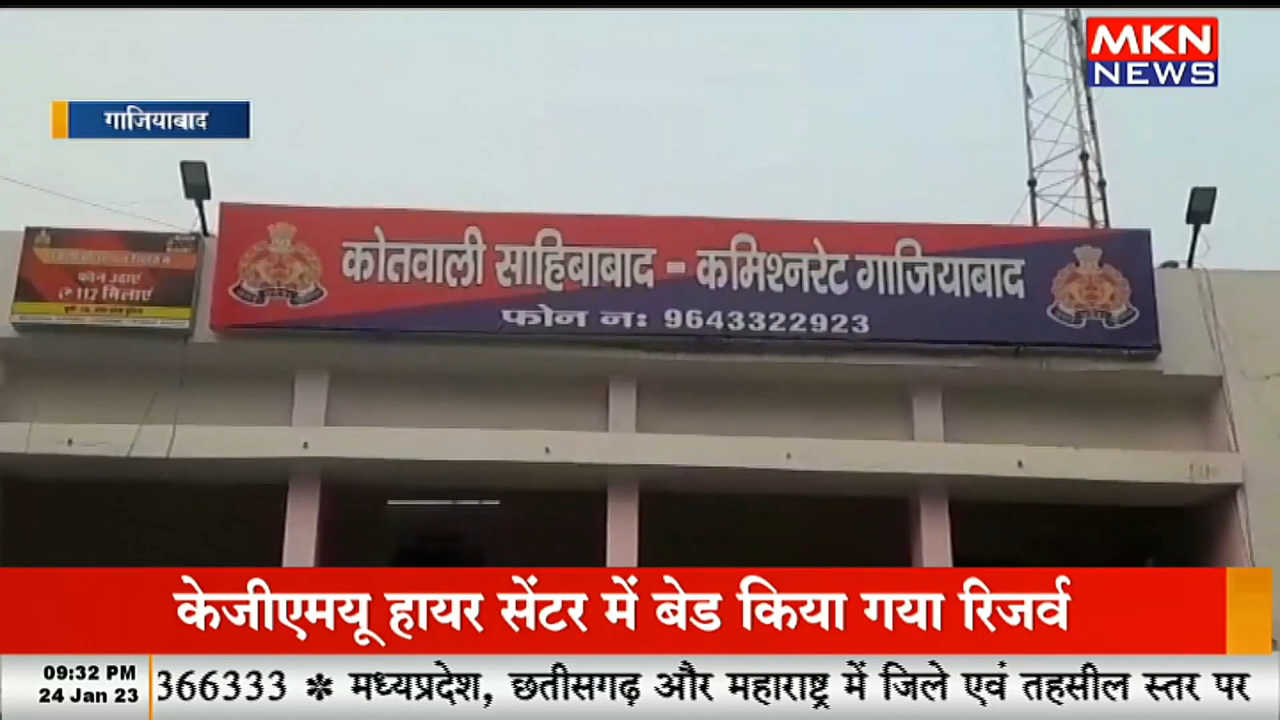 MKN
NEWS
गाजियाबाद
फोन उठाए
112 मिलाएं
कोतवाली साहिबाबाद - कमिश्नरेट गाजियाबाद
फोन नः 9643322923
केजीएमयू हायर सेंटर में बेड किया गया रिजर्व
09:32 PM
24 Jan 23
366333 * मध्यप्रदेश, छतीसगढ़ और महाराष्ट्र में जिले एवं तहसील स्तर पर